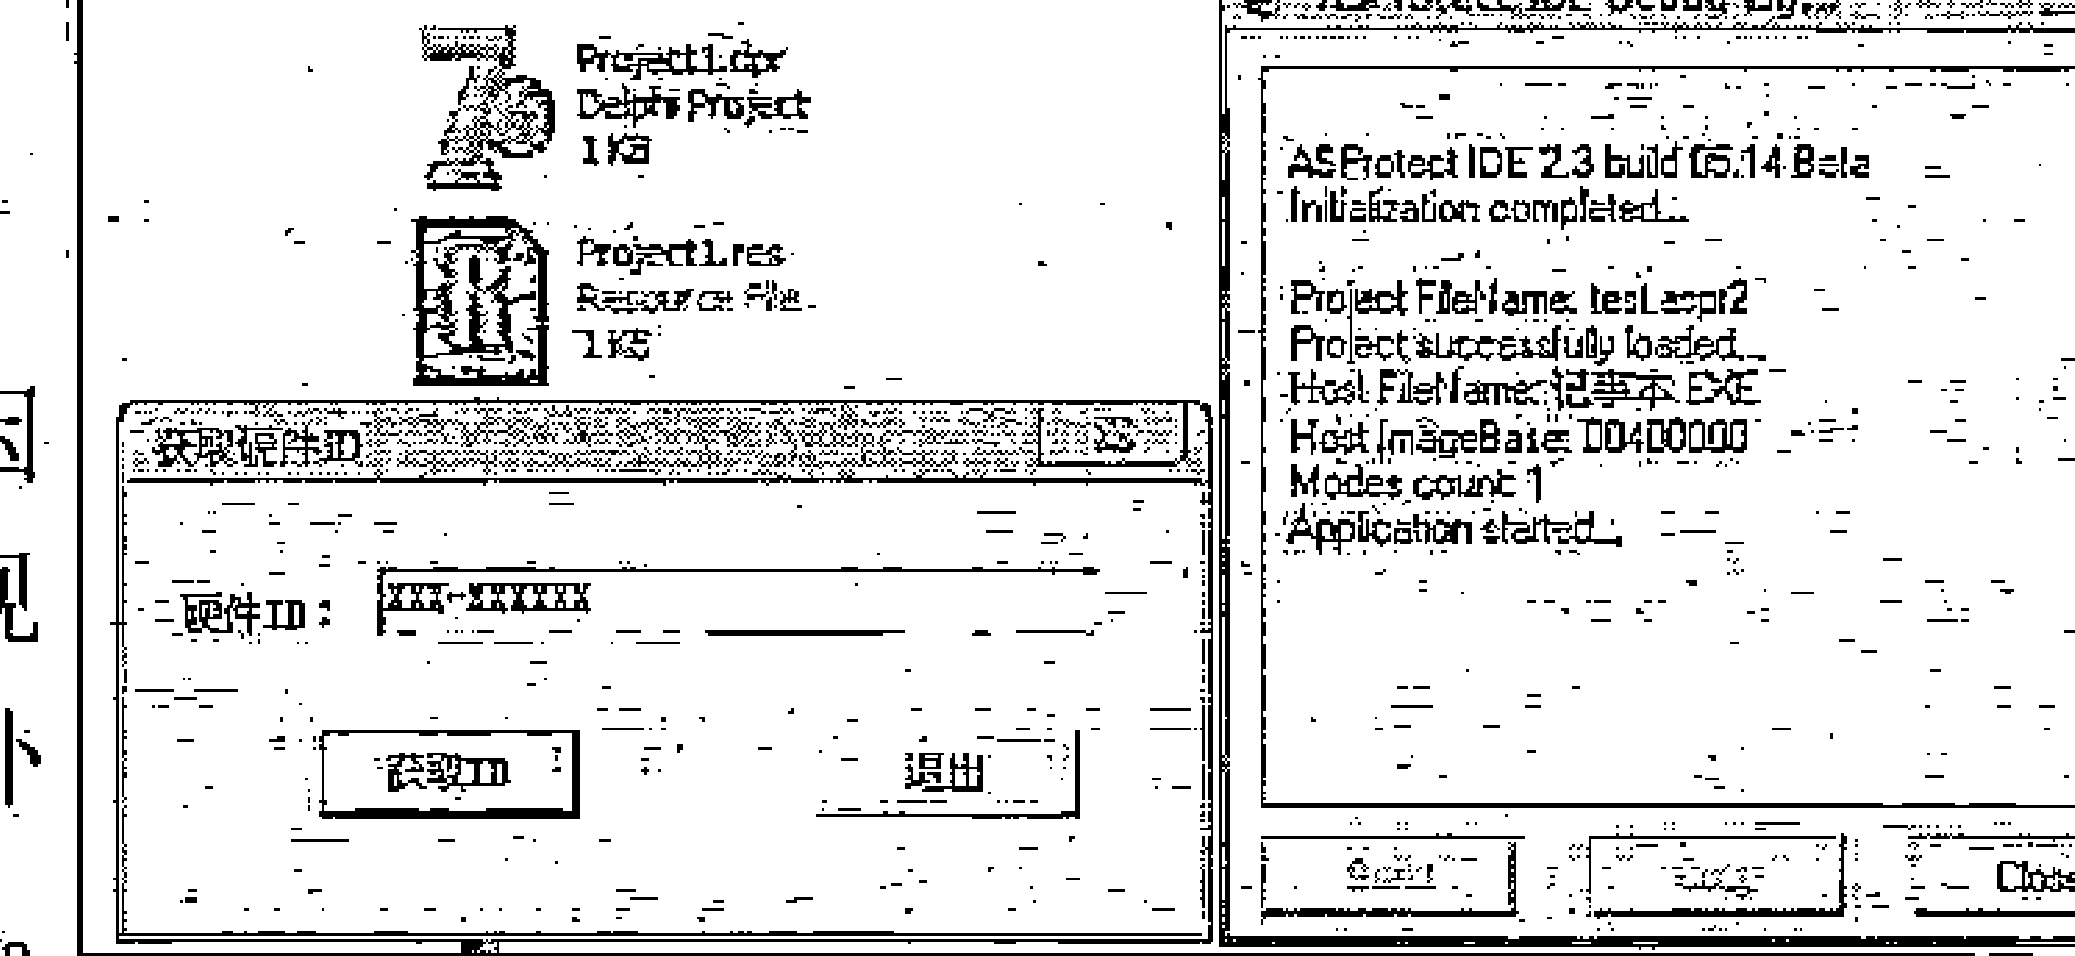 Project1.dpr
Delphi Project
1 KB
Project1.res
Resource file
1 KB
获取硬件ID
硬件ID：
XXX-XXXXXX
获取ID
退出
ASProtect IDE 2.3 build 05.14 Beta
Initialization completed...
Project FileName: test.aspr2
Project successfully loaded...
Host FileName: 记事本.EXE
Host ImageBase: 00400000
Modes count: 1
Application started...
Close